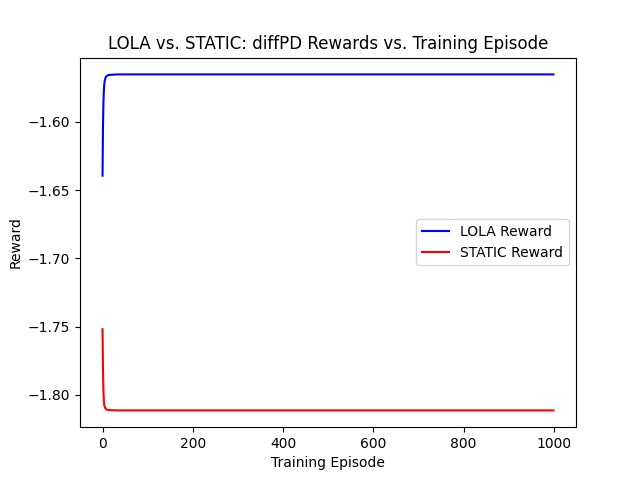 LOLA vs. STATIC: diffPD Rewards vs. Training Episode
−1.60
−1.65
−1.70
−1.75
−1.80
Reward
LOLA Reward
STATIC Reward
0 200 400 600 800 1000
Training Episode